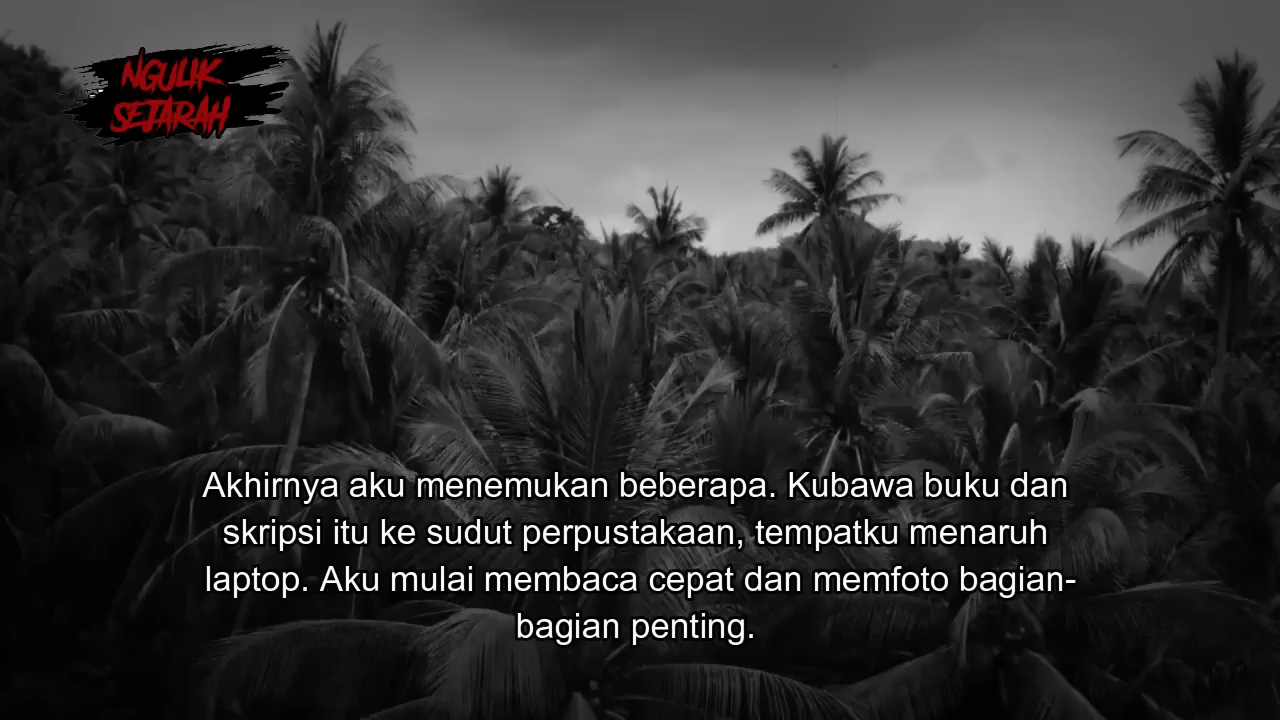 NGULIK
SEJARAH
Akhirnya aku menemukan beberapa. Kubawa buku dan
skripsi itu ke sudut perpustakaan, tempatku menaruh
laptop. Aku mulai membaca cepat dan memfoto bagian-
bagian penting.